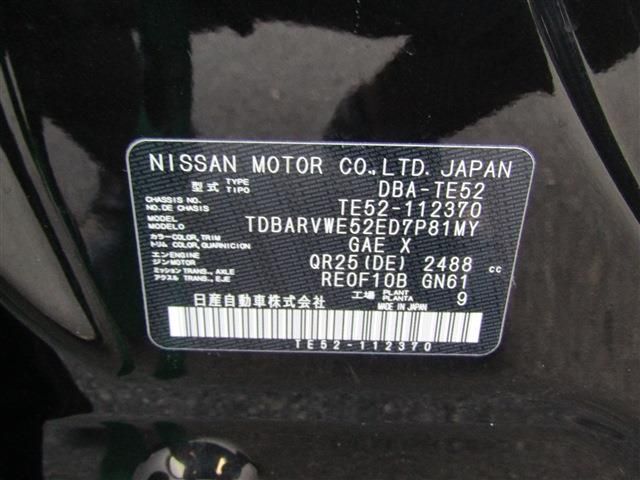 NISSAN MOTOR CO.,LTD. JAPAN
型式 TYPE TIPO DBA-TE52
CHASSIS NO. NO.DE CHASSIS TE52-112370
MODEL MODELO TDBARVWE52ED7P81MY
カラー トリム COLOR,TRIM COLOR,GUARNICION GAE X
エンジン ENGINE MOTOR QR25(DE) 2488 cc
ミッション アクスル TRANS., AXLE TRANS., EJE RE0F10B GN61
日産自動車株式会社 工場 PLANT PLANTA 9 MADE IN JAPAN
TE52-112370